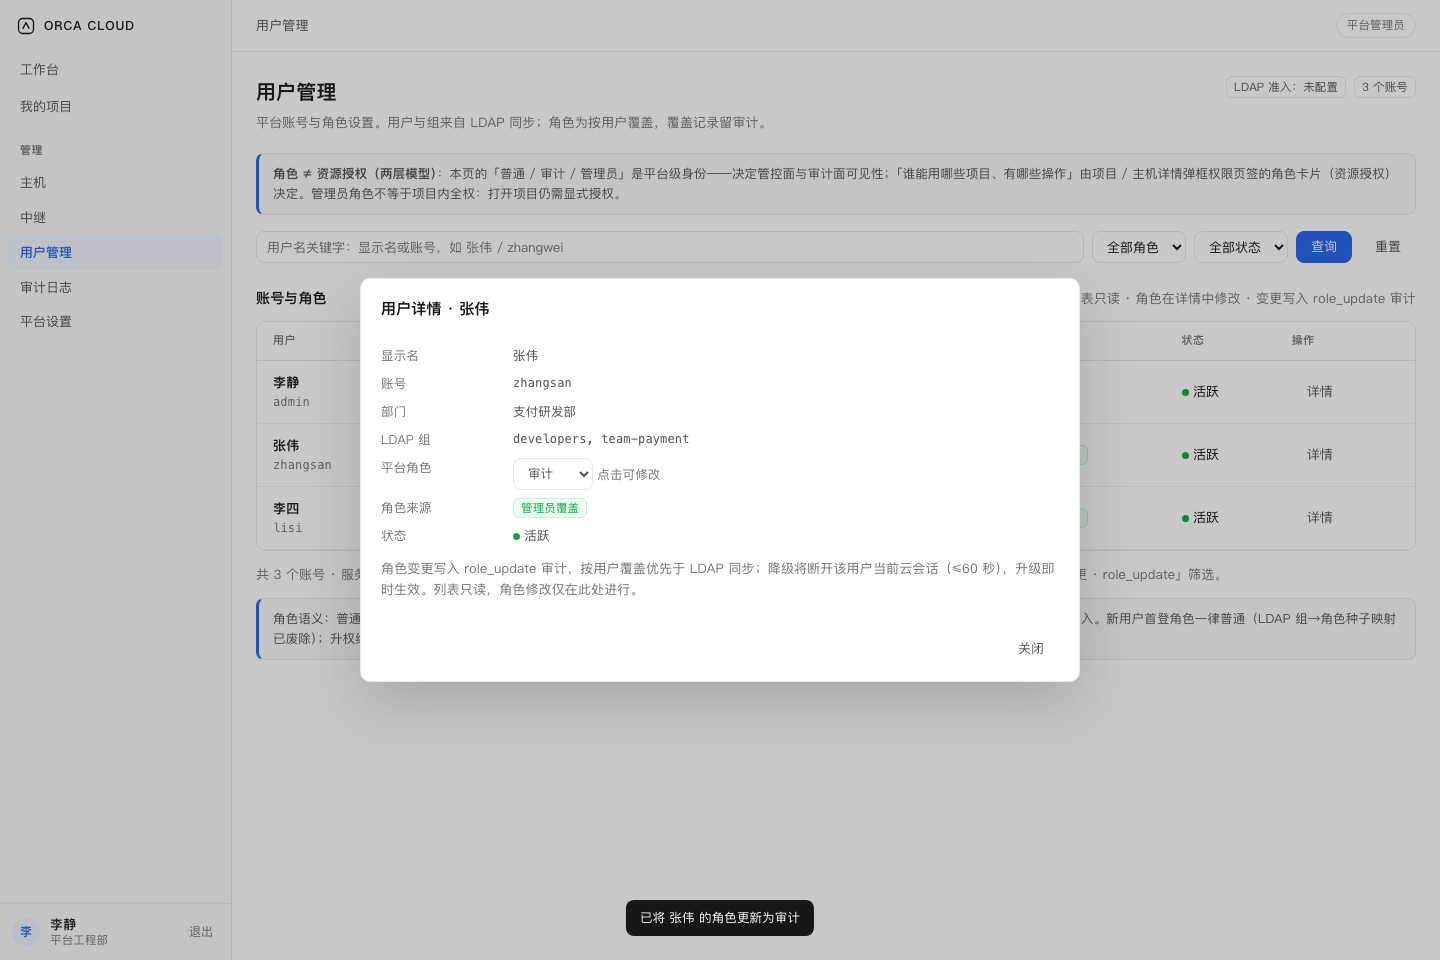 ORCA CLOUD
工作台
我的项目
管理
主机
中继
用户管理
审计日志
平台设置
李
李静
平台工程部
退出
用户管理
平台管理员
用户管理
LDAP 准入：未配置
3 个账号
平台账号与角色设置。用户与组来自 LDAP 同步；角色为按用户覆盖，覆盖记录留审计。
角色 ≠ 资源授权（两层模型）：本页的「普通 / 审计 / 管理员」是平台级身份——决定管控面与审计面可见性；「谁能用哪些项目、有哪些操作」由项目 / 主机详情弹框权限页签的角色卡片（资源授权）
决定。管理员角色不等于项目内全权：打开项目仍需显式授权。
用户名关键字：显示名或账号，如 张伟 / zhangwei
全部角色
全部状态
查询
重置
账号与角色
表只读 · 角色在详情中修改 · 变更写入 role_update 审计
用户
状态
操作
李静
admin
活跃
详情
张伟
zhangsan
活跃
详情
李四
lisi
活跃
详情
共 3 个账号 · 服务
更 · role_update」筛选。
角色语义：普通
入。新用户首登角色一律普通（LDAP 组→角色种子映射
已废除）；升权
用户详情 · 张伟
显示名
张伟
账号
zhangsan
部门
支付研发部
LDAP 组
developers, team-payment
平台角色
审计
点击可修改
角色来源
管理员覆盖
状态
活跃
角色变更写入 role_update 审计，按用户覆盖优先于 LDAP 同步；降级将断开该用户当前云会话（≤60 秒），升级即
时生效。列表只读，角色修改仅在此处进行。
关闭
已将 张伟 的角色更新为审计